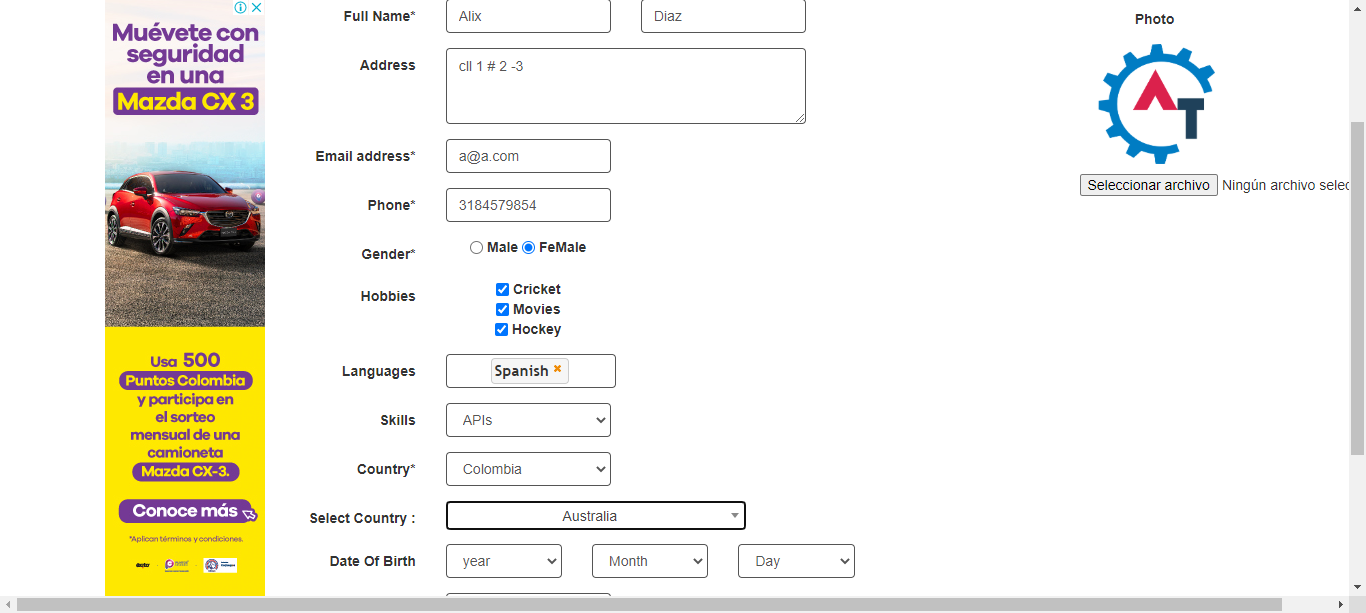 Muévete con
seguridad
en una
Mazda CX 3
Usa 500
Puntos Colombia
y participa en
el sorteo
mensual de una
camioneta
Mazda CX-3.
Conoce más
*Aplican términos y condiciones.
Full Name*
Alix
Diaz
Address
cll 1 # 2 -3
Email address*
a@a.com
Phone*
3184579854
Gender*
Male FeMale
Hobbies
Cricket
Movies
Hockey
Languages
Spanish
Skills
APIs
Country*
Colombia
Select Country :
Australia
Date Of Birth
year
Month
Day
Photo
AT
Seleccionar archivo Ningún archivo selec